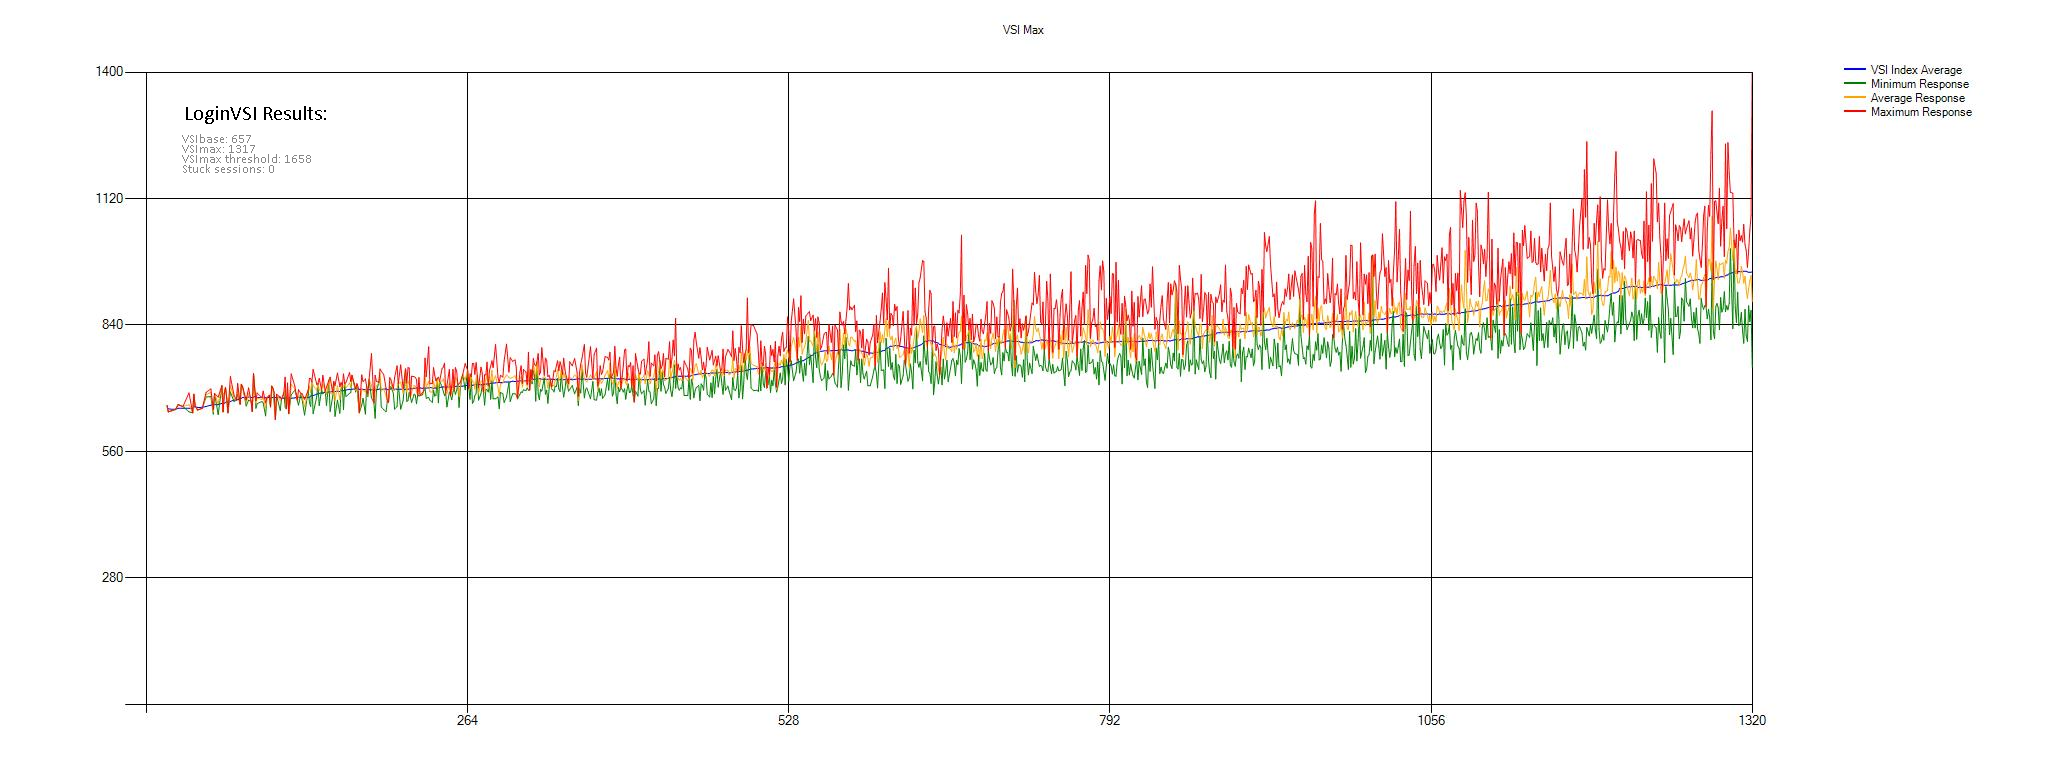 VSI Max
1400
1120
840
560
280
264
528
792
1056
1320
LoginVSI Results:
VSIbase: 657
VSImax: 1317
VSImax threshold: 1658
Stuck sessions: 0
VSI Index Average
Minimum Response
Average Response
Maximum Response